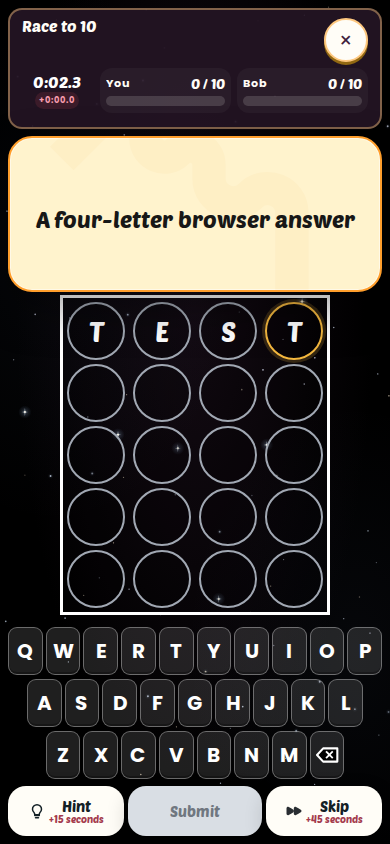 Race to 10
×
0:02.3
+0:00.0
You 0 / 10
Bob 0 / 10
A four-letter browser answer
T E S T
Q W E R T Y U I O P
A S D F G H J K L
Z X C V B N M
Hint
+15 seconds
Submit
Skip
+45 seconds